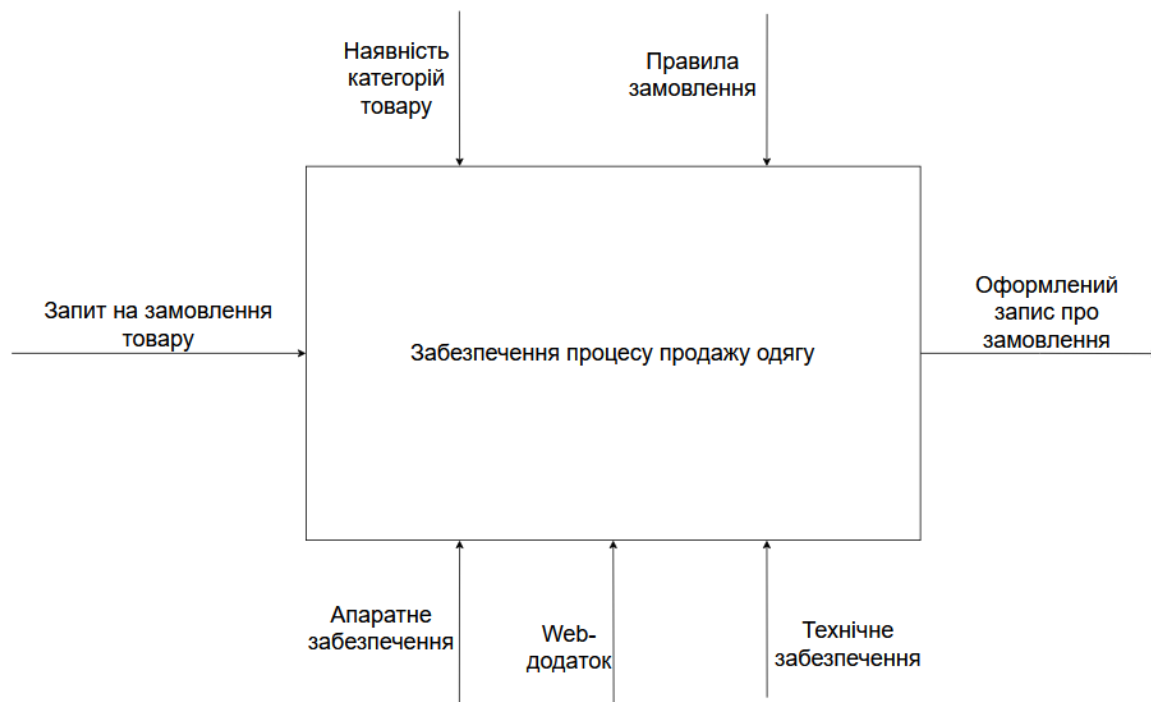 Наявність
категорій
товару
Правила
замовлення
Запит на замовлення
товару
Забезпечення процесу продажу одягу
Оформлений
запис про
замовлення
Апаратне
забезпечення
Web-
додаток
Технічне
забезпечення